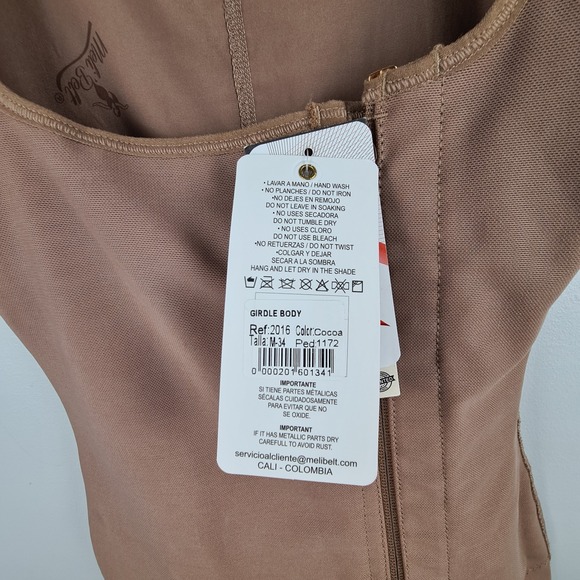 Meli Belt®
• LAVAR A MANO / HAND WASH
• NO PLANCHES / DO NOT IRON
•NO DEJES EN REMOJO
DO NOT LEAVE IN SOAKING
• NO USES SECADORA
DO NOT TUMBLE DRY
• NO USES CLORO
DO NOT USE BLEACH
•NO RETUERZAS / DO NOT TWIST
•COLGAR Y DEJAR
SECAR A LA SOMBRA
HANG AND LET DRY IN THE SHADE
GIRDLE BODY
Ref:2016 Color:Cocoa
Talla:M-34 Ped:1172
0 000201 601341
IMPORTANTE
SI TIENE PARTES METÁLICAS
SÉCALAS CUIDADOSAMENTE
PARA EVITAR QUE NO
SE OXIDE.
IMPORTANT
IF IT HAS METALLIC PARTS DRY
CAREFULL TO AVOID RUST.
servicioalcliente@melibelt.com
CALI - COLOMBIA